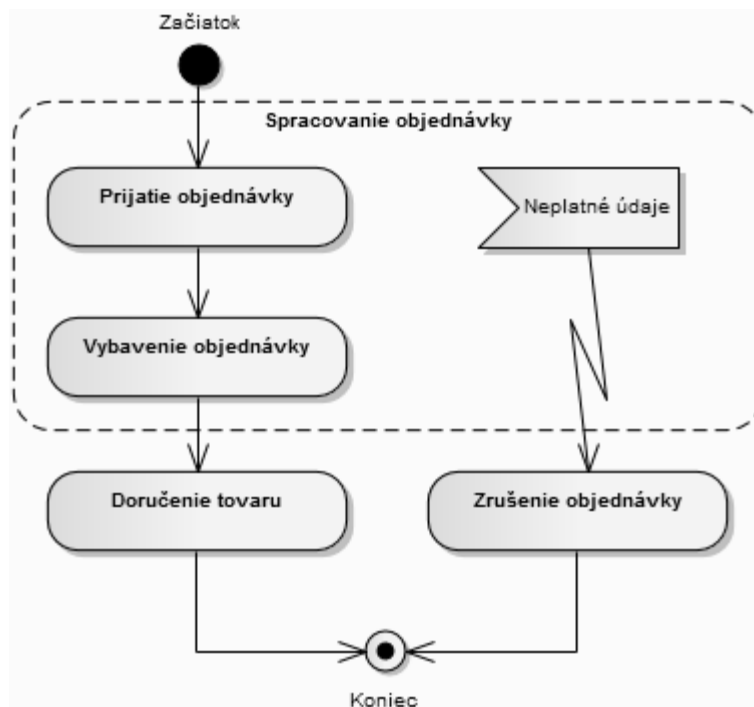 Začiatok
Spracovanie objednávky
Prijatie objednávky
Neplatné údaje
Vybavenie objednávky
Doručenie tovaru
Zrušenie objednávky
Koniec